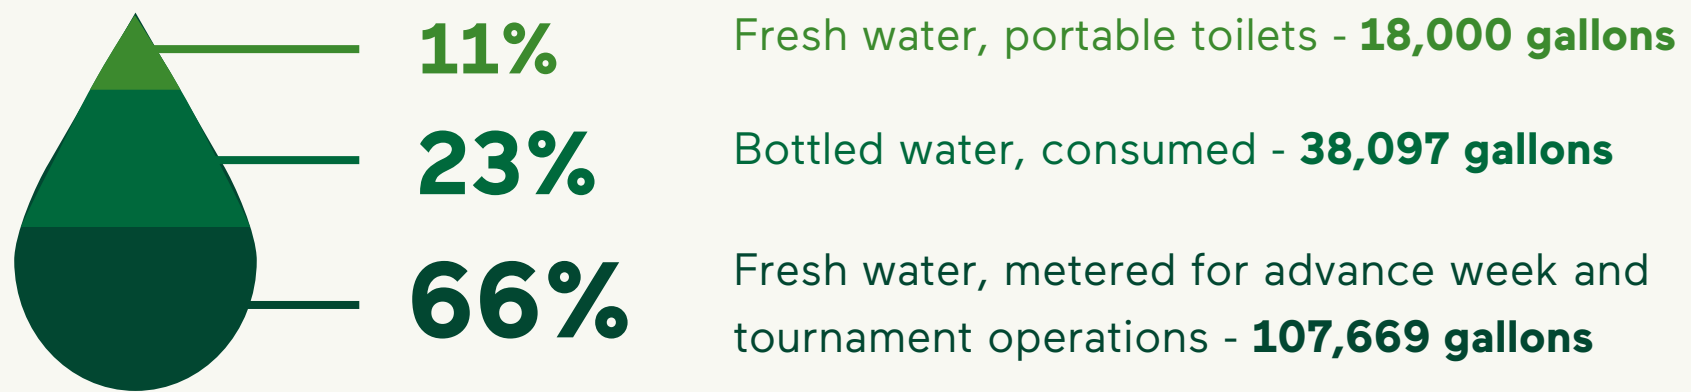 11%
Fresh water, portable toilets - 18,000 gallons
23%
Bottled water, consumed - 38,097 gallons
66%
Fresh water, metered for advance week and
tournament operations - 107,669 gallons